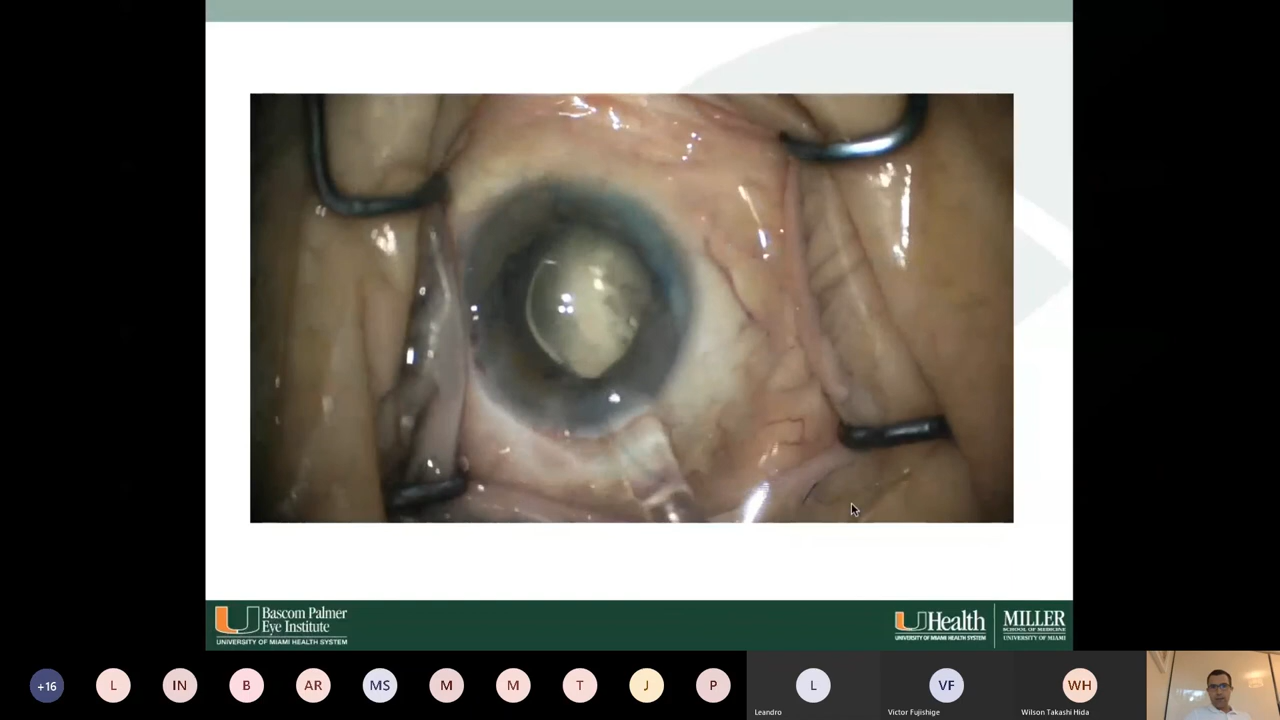 Bascom Palmer
Eye Institute
UNIVERSITY OF MIAMI HEALTH SYSTEM
UHealth
UNIVERSITY OF MIAMI HEALTH SYSTEM
MILLER
SCHOOL OF MEDICINE
UNIVERSITY OF MIAMI
+16
L
IN
B
AR
MS
M
M
T
J
P
L
Leandro
VF
Victor Fujishige
WH
Wilson Takashi Hida